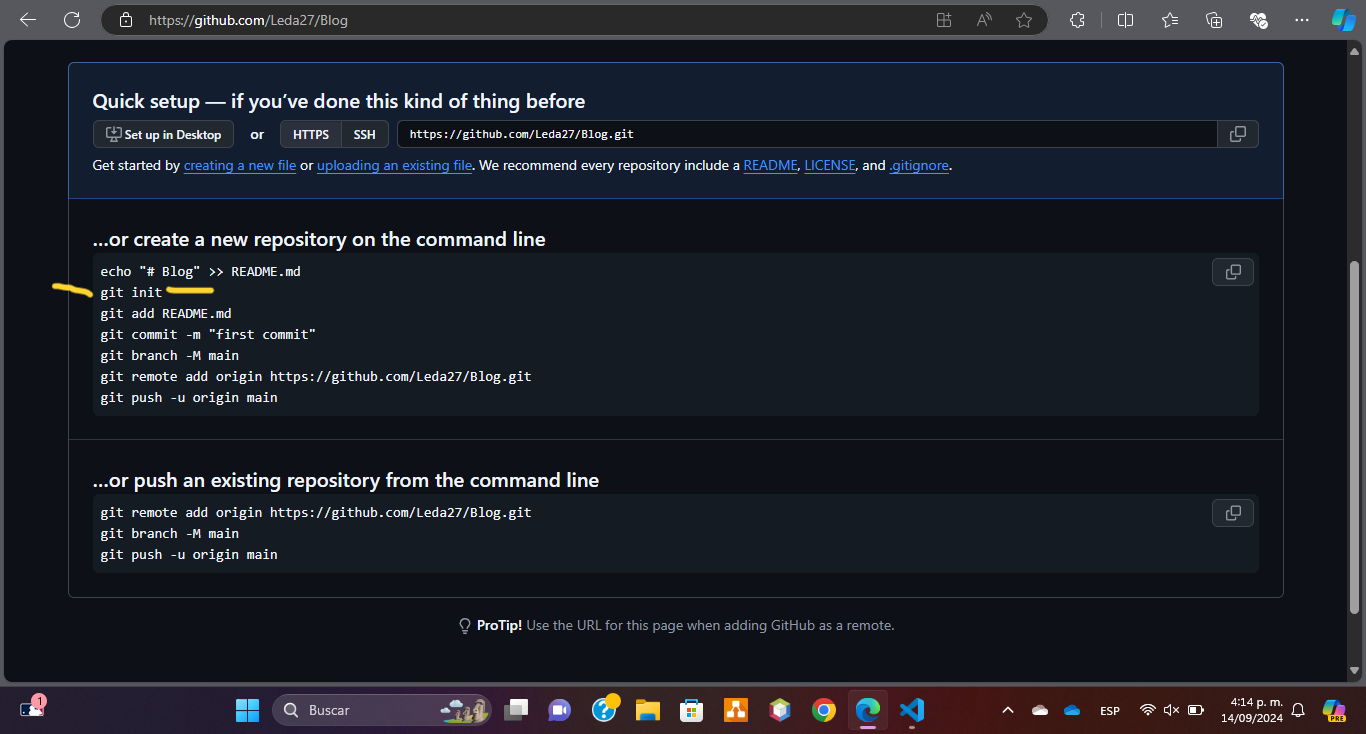 https://github.com/Leda27/Blog
Quick setup — if you've done this kind of thing before
Set up in Desktop or HTTPS SSH https://github.com/Leda27/Blog.git
Get started by creating a new file or uploading an existing file. We recommend every repository include a README, LICENSE, and .gitignore.
…or create a new repository on the command line
echo "# Blog" >> README.md
git init
git add README.md
git commit -m "first commit"
git branch -M main
git remote add origin https://github.com/Leda27/Blog.git
git push -u origin main
…or push an existing repository from the command line
git remote add origin https://github.com/Leda27/Blog.git
git branch -M main
git push -u origin main
ProTip! Use the URL for this page when adding GitHub as a remote.
1
Buscar
ESP
4:14 p. m.
14/09/2024
PRE